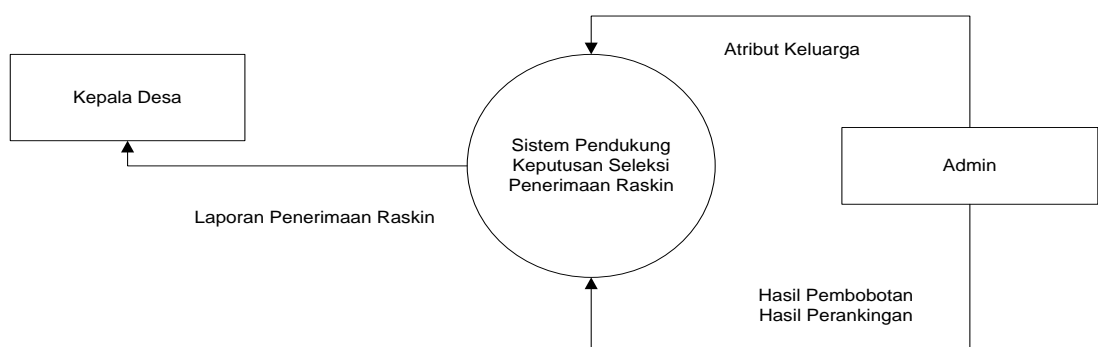 Atribut Keluarga
Kepala Desa
Sistem Pendukung
Keputusan Seleksi
Penerimaan Raskin
Admin
Laporan Penerimaan Raskin
Hasil Pembobotan
Hasil Perankingan